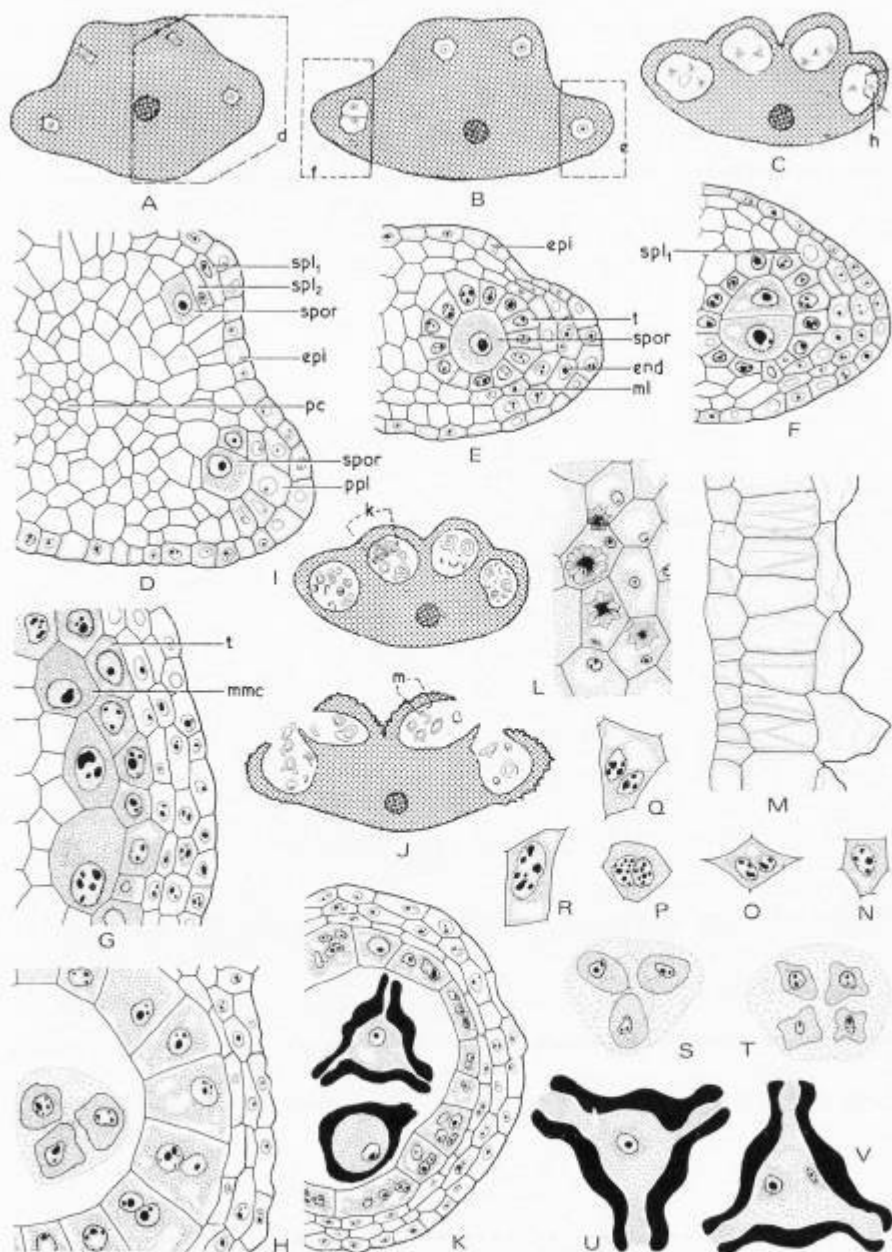 d
f
e
h
A
B
C
spl₁
spl₂
spor
epi
pc
spor
ppl
D
epi
t
spor
end
ml
E
spl₁
F
k
I
L
M
t
mmc
G
m
J
Q
R
P
O
N
S
T
H
K
U
V